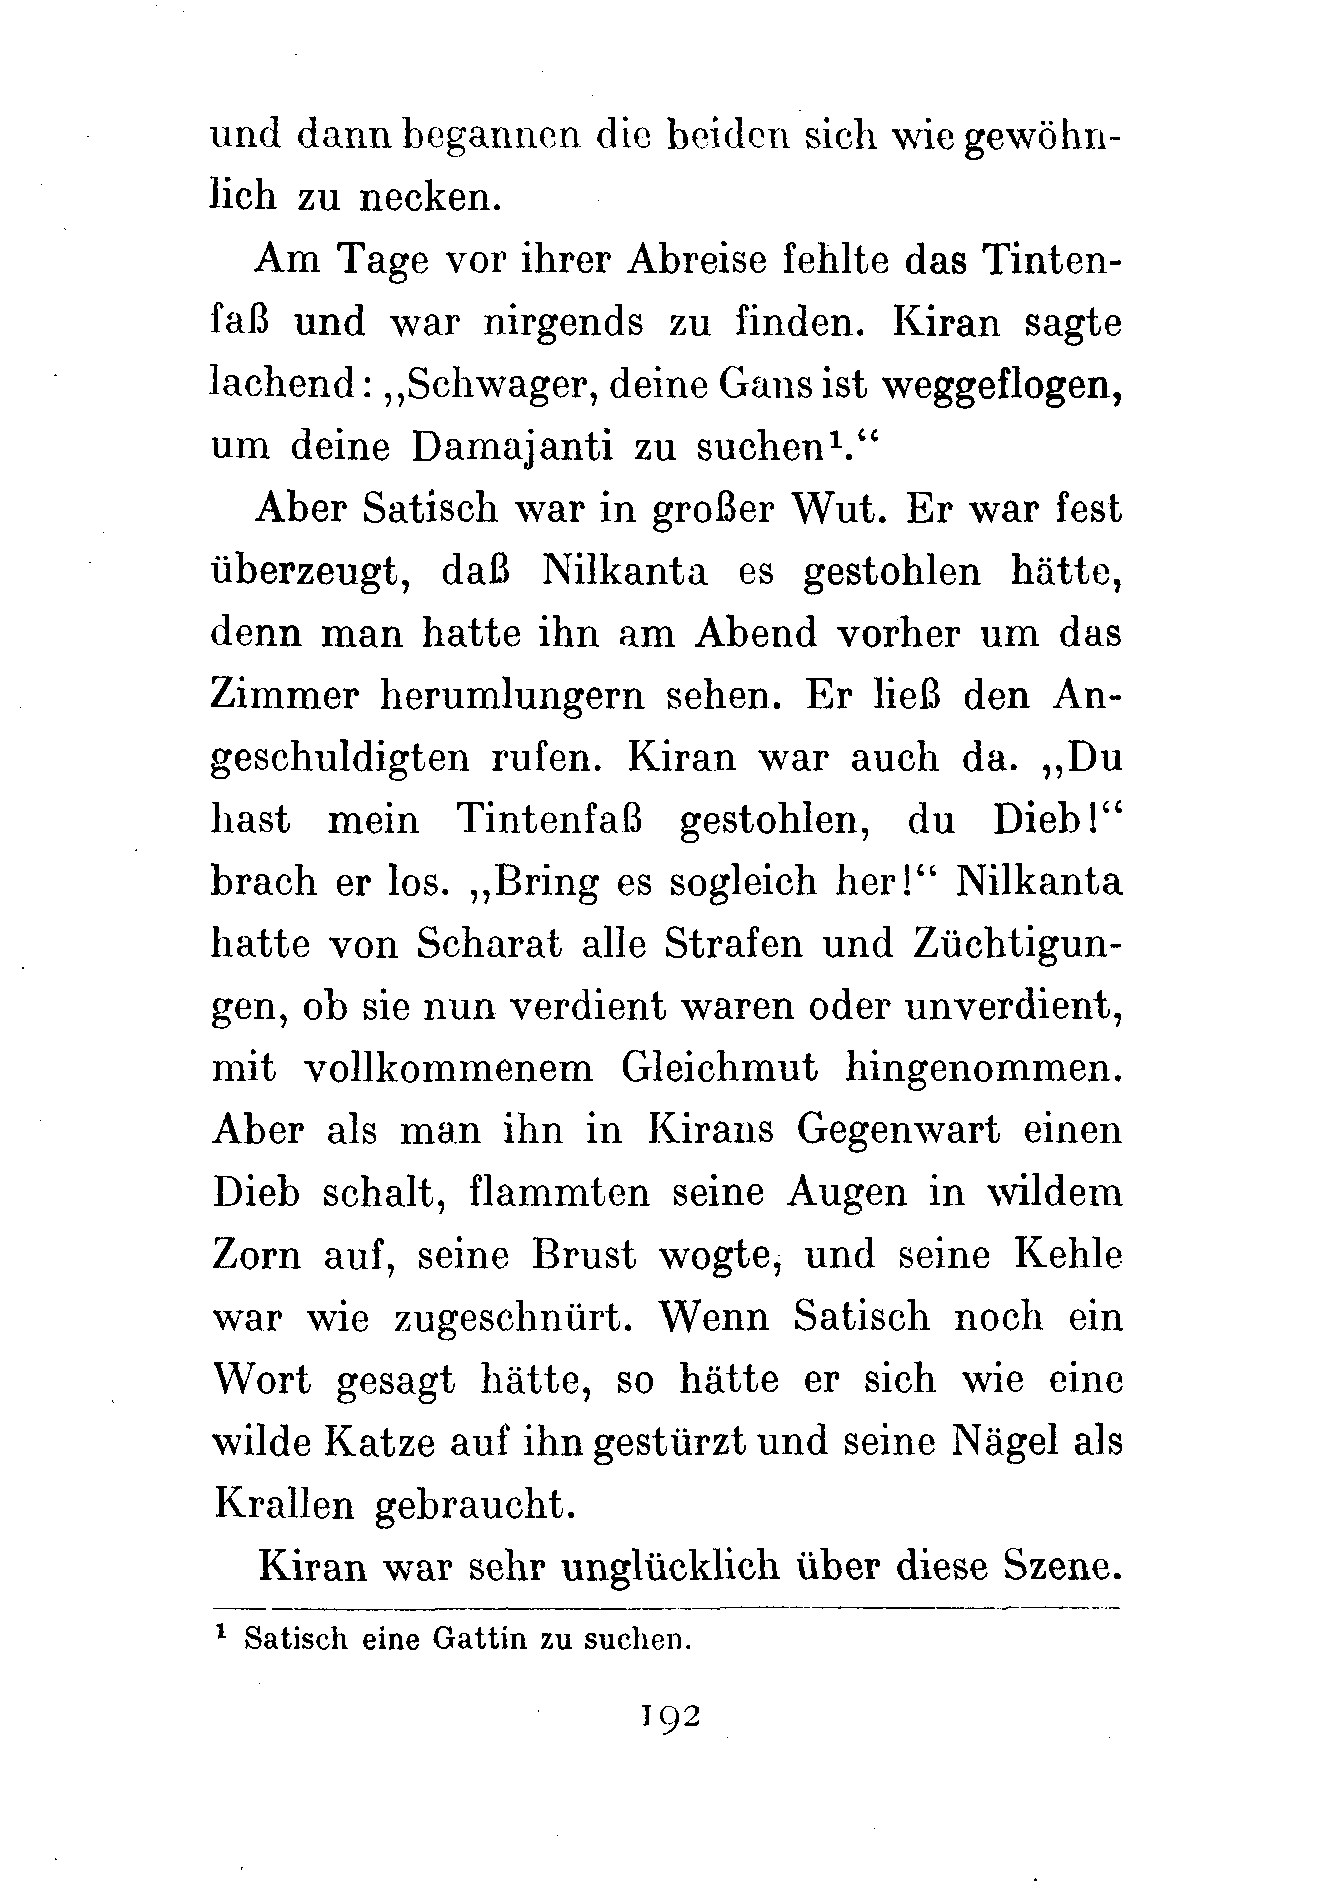 und dann begannen die beiden sich wie gewöhn-
lich zu necken.
Am Tage vor ihrer Abreise fehlte das Tinten-
faß und war nirgends zu finden. Kiran sagte
lachend: ,,Schwager, deine Gans ist weggeflogen,
um deine Damajanti zu suchen¹.“
Aber Satisch war in großer Wut. Er war fest
überzeugt, daß Nilkanta es gestohlen hätte,
denn man hatte ihn am Abend vorher um das
Zimmer herumlungern sehen. Er ließ den An-
geschuldigten rufen. Kiran war auch da. ,,Du
hast mein Tintenfaß gestohlen, du Dieb!“
brach er los. ,,Bring es sogleich her!“ Nilkanta
hatte von Scharat alle Strafen und Züchtigun-
gen, ob sie nun verdient waren oder unverdient,
mit vollkommenem Gleichmut hingenommen.
Aber als man ihn in Kirans Gegenwart einen
Dieb schalt, flammten seine Augen in wildem
Zorn auf, seine Brust wogte, und seine Kehle
war wie zugeschnürt. Wenn Satisch noch ein
Wort gesagt hätte, so hätte er sich wie eine
wilde Katze auf ihn gestürzt und seine Nägel als
Krallen gebraucht.
Kiran war sehr unglücklich über diese Szene.
¹ Satisch eine Gattin zu suchen.
192